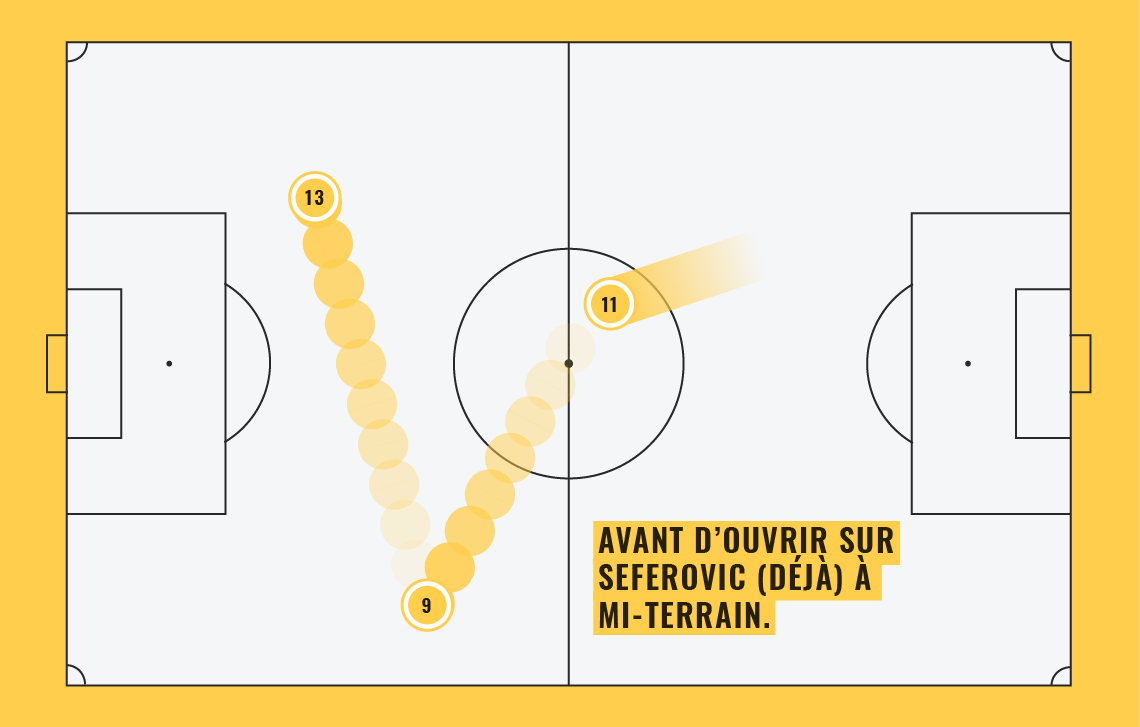 13
11
9
AVANT D’OUVRIR SUR
SEFEROVIC (DÉJÀ) À
MI-TERRAIN.